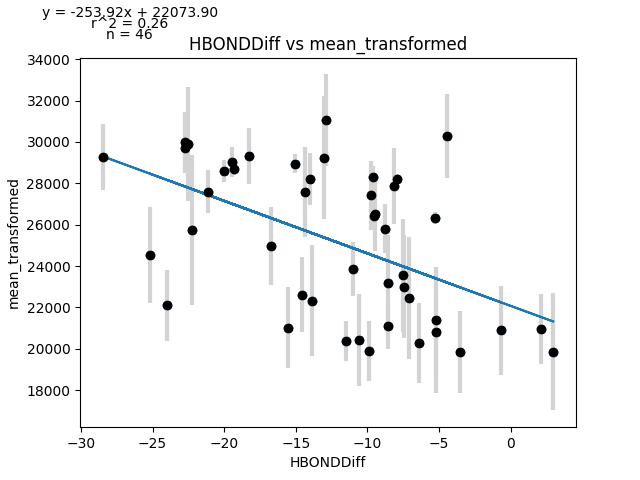 y = -253.92x + 22073.90
r^2 = 0.26
n = 46
HBONDDiff vs mean_transformed
34000
32000
30000
28000
26000
24000
22000
20000
18000
mean_transformed
−30
−25
−20
−15
−10
−5
0
HBONDDiff